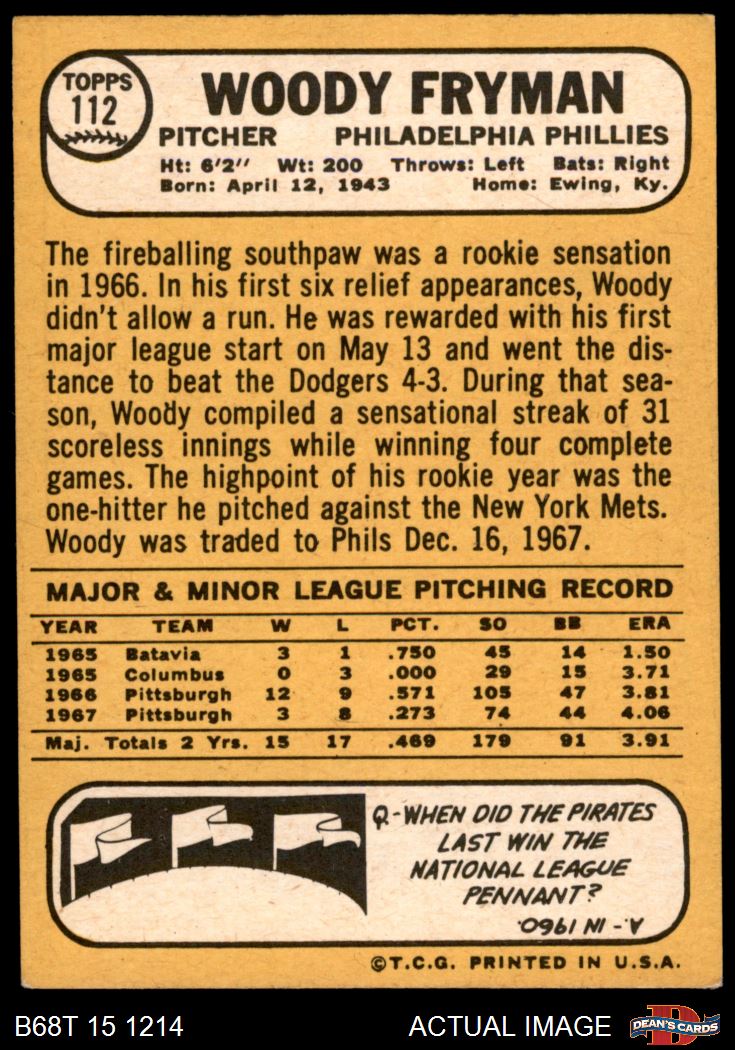 TOPPS
112
WOODY FRYMAN
PITCHER PHILADELPHIA PHILLIES
Ht: 6'2" Wt: 200 Throws: Left Bats: Right
Born: April 12, 1943 Home: Ewing, Ky.
The fireballing southpaw was a rookie sensation
in 1966. In his first six relief appearances, Woody
didn't allow a run. He was rewarded with his first
major league start on May 13 and went the dis-
tance to beat the Dodgers 4-3. During that sea-
son, Woody compiled a sensational streak of 31
scoreless innings while winning four complete
games. The highpoint of his rookie year was the
one-hitter he pitched against the New York Mets.
Woody was traded to Phils Dec. 16, 1967.
MAJOR & MINOR LEAGUE PITCHING RECORD
YEAR TEAM W L PCT. SO BB ERA
1965 Batavia 3 1 .750 45 14 1.50
1965 Columbus 0 3 .000 29 15 3.71
1966 Pittsburgh 12 9 .571 105 47 3.81
1967 Pittsburgh 3 8 .273 74 44 4.06
Maj. Totals 2 Yrs. 15 17 .469 179 91 3.91
Q-WHEN DID THE PIRATES
LAST WIN THE
NATIONAL LEAGUE
PENNANT?
A-IN 1960.
©T.C.G. PRINTED IN U.S.A.
B68T 15 1214 ACTUAL IMAGE DEAN'S CARDS